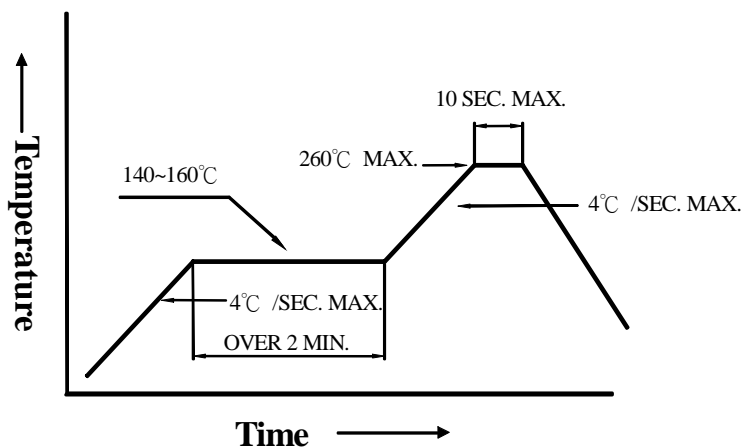 10 SEC. MAX.
260℃ MAX.
140~160℃
4℃ /SEC. MAX.
4℃ /SEC. MAX.
OVER 2 MIN.
Temperature
Time